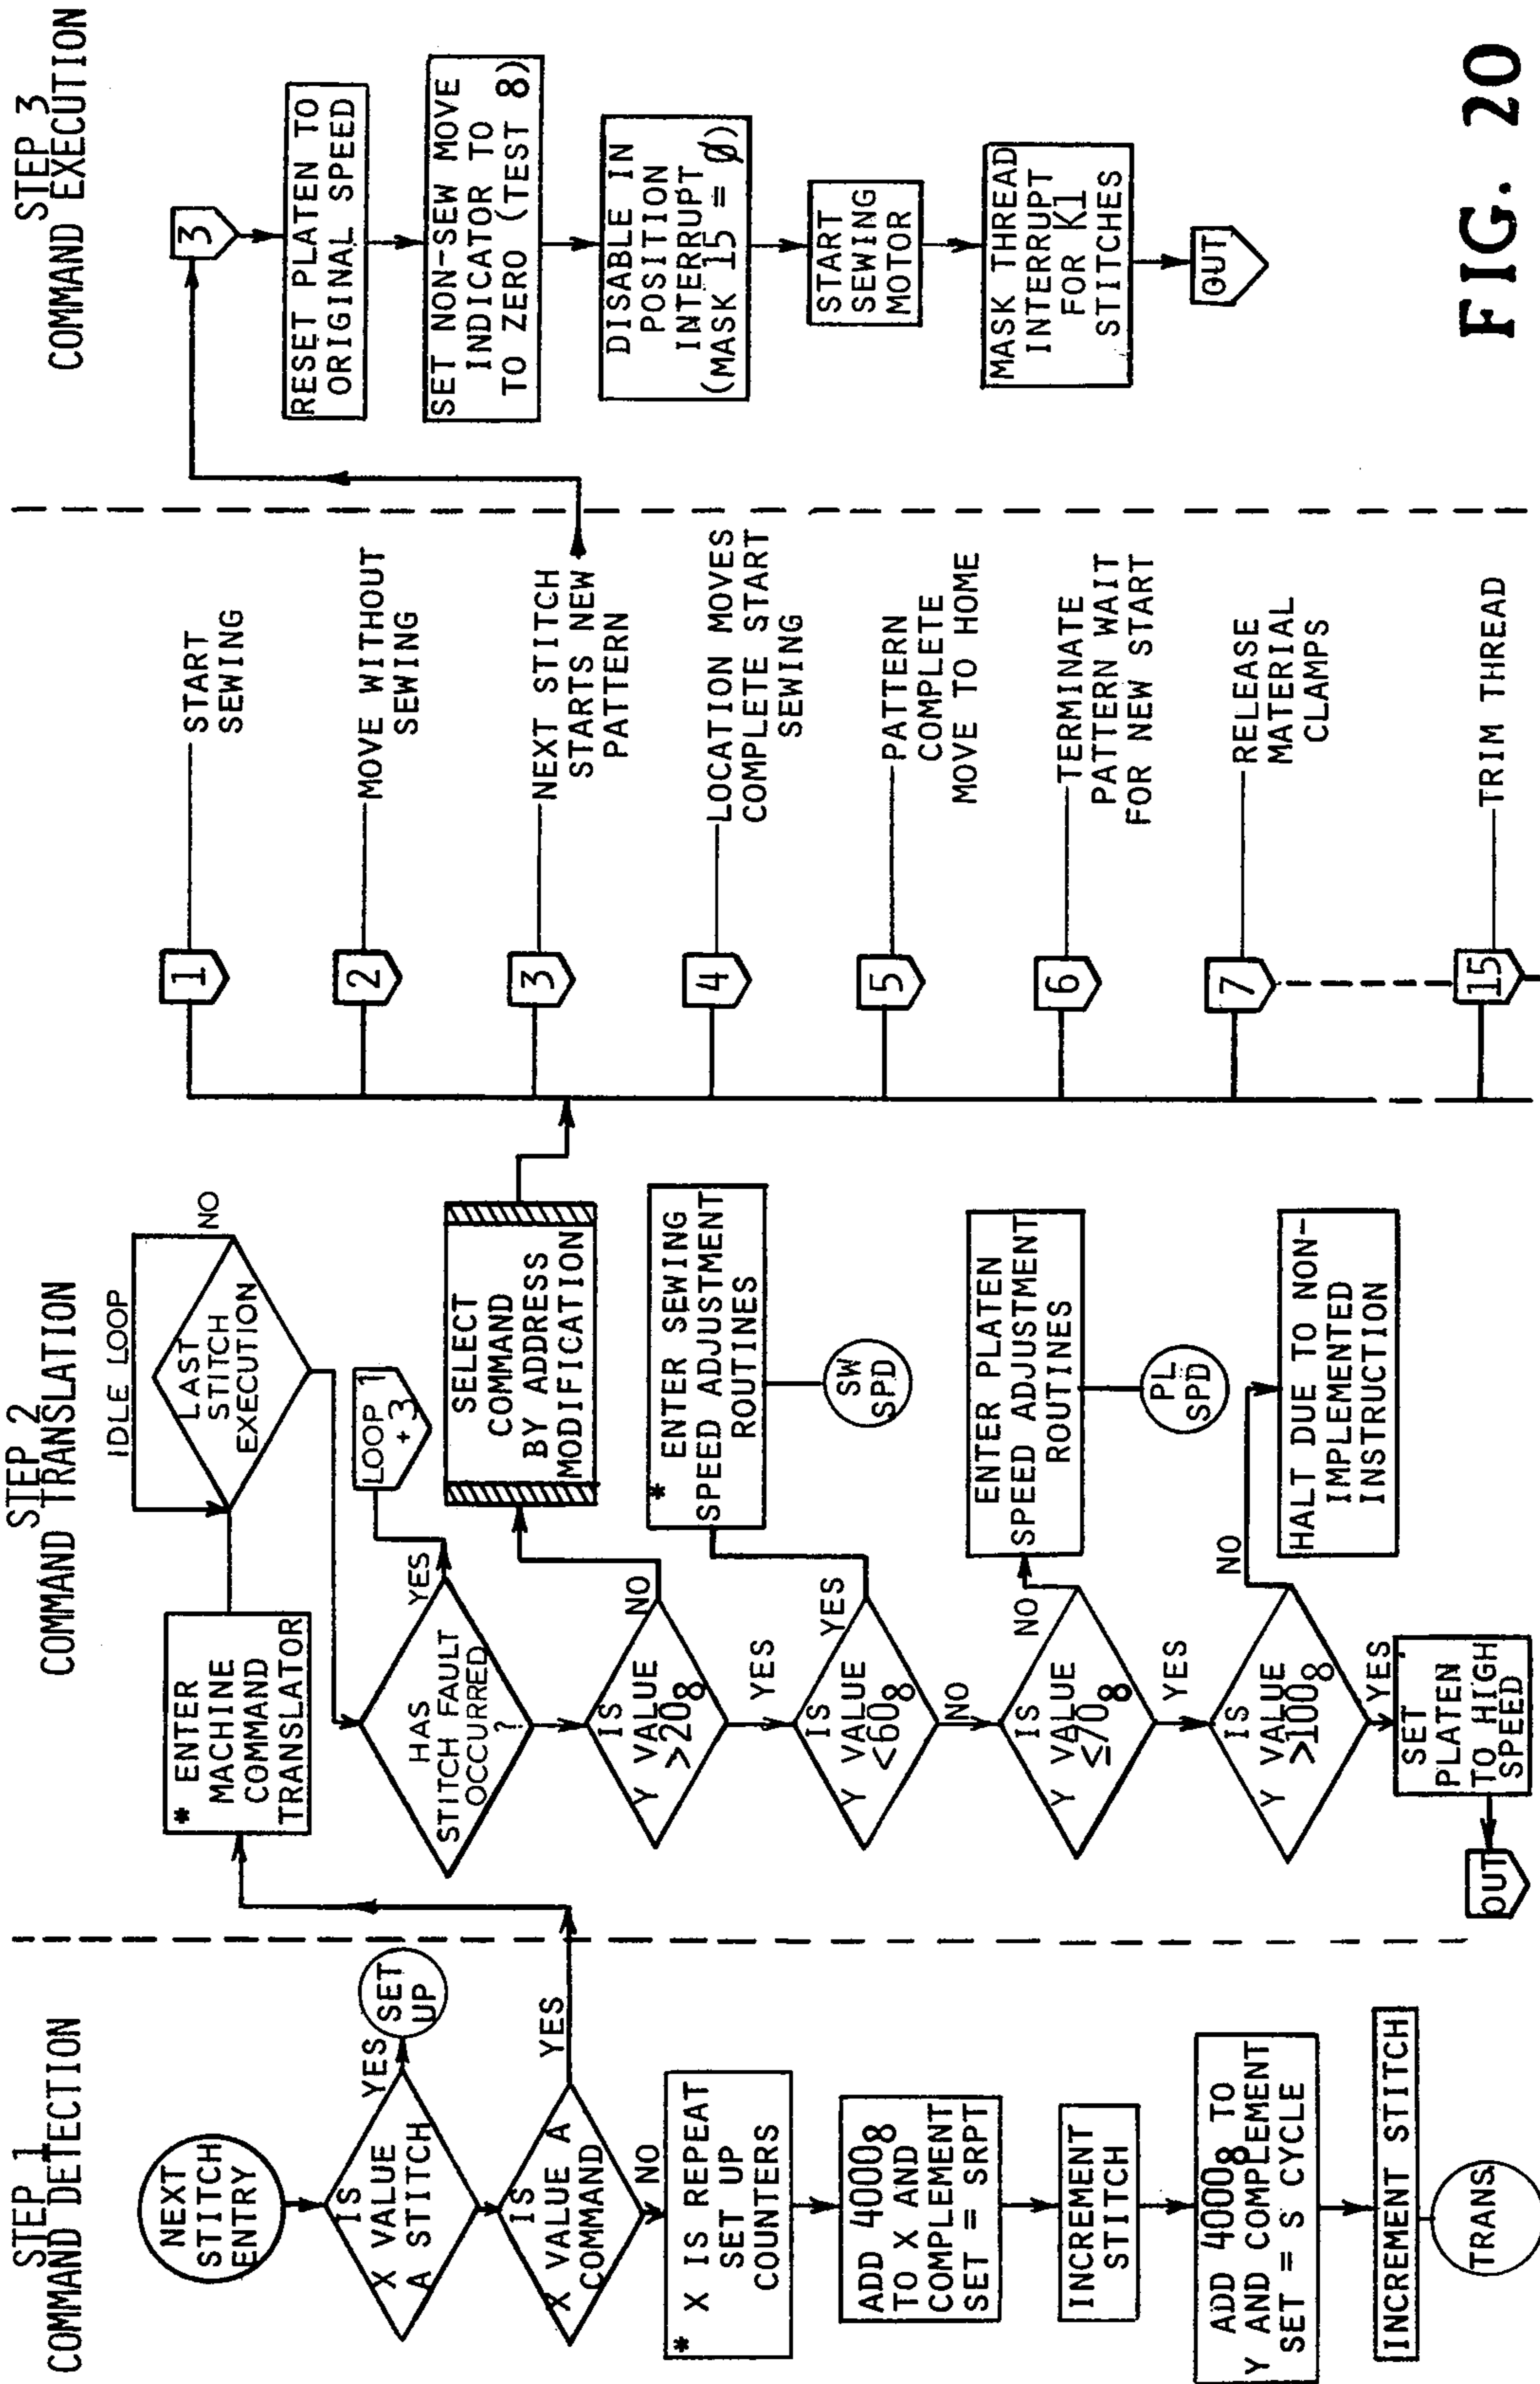 STEP 1
COMMAND DETECTION
NEXT
STITCH
ENTRY
IS
X VALUE
A STITCH
YES
SET
UP
IS
X VALUE A
COMMAND
YES
NO
* X IS REPEAT
SET UP
COUNTERS
ADD 4000₈
TO X AND
COMPLEMENT
SET = SRPT
INCREMENT
STITCH
ADD 4000₈ TO
Y AND COMPLEMENT
SET = S CYCLE
INCREMENT STITCH
TRANS
STEP 2
COMMAND TRANSLATION
* ENTER
MACHINE
COMMAND
TRANSLATOR
IDLE LOOP
LAST
STITCH
EXECUTION
NO
HAS
STITCH FAULT
OCCURRED
?
YES
LOOP 1
+ 3
IS
Y VALUE
>20₈
NO
SELECT
COMMAND
BY ADDRESS
MODIFICATION
YES
IS
Y VALUE
<60₈
YES
* ENTER SEWING
SPEED ADJUSTMENT
ROUTINES
SW
SPD
NO
IS
Y VALUE
≤70₈
NO
ENTER PLATEN
SPEED ADJUSTMENT
ROUTINES
PL
SPD
YES
IS
Y VALUE
>100₈
NO
HALT DUE TO NON-
IMPLEMENTED
INSTRUCTION
YES
SET
PLATEN
TO HIGH
SPEED
OUT
1
START
SEWING
2
MOVE WITHOUT
SEWING
3
NEXT STITCH
STARTS NEW
PATTERN
4
LOCATION MOVES
COMPLETE START
SEWING
5
PATTERN
COMPLETE
MOVE TO HOME
6
TERMINATE
PATTERN WAIT
FOR NEW START
7
RELEASE
MATERIAL
CLAMPS
15
TRIM THREAD
STEP 3
COMMAND EXECUTION
3
RESET PLATEN TO
ORIGINAL SPEED
SET NON-SEW MOVE
INDICATOR TO
TO ZERO (TEST 8)
DISABLE IN
POSITION
INTERRUPT
(MASK 15 = Ø)
START
SEWING
MOTOR
MASK THREAD
INTERRUPT
FOR K1
STITCHES
OUT
FIG. 20